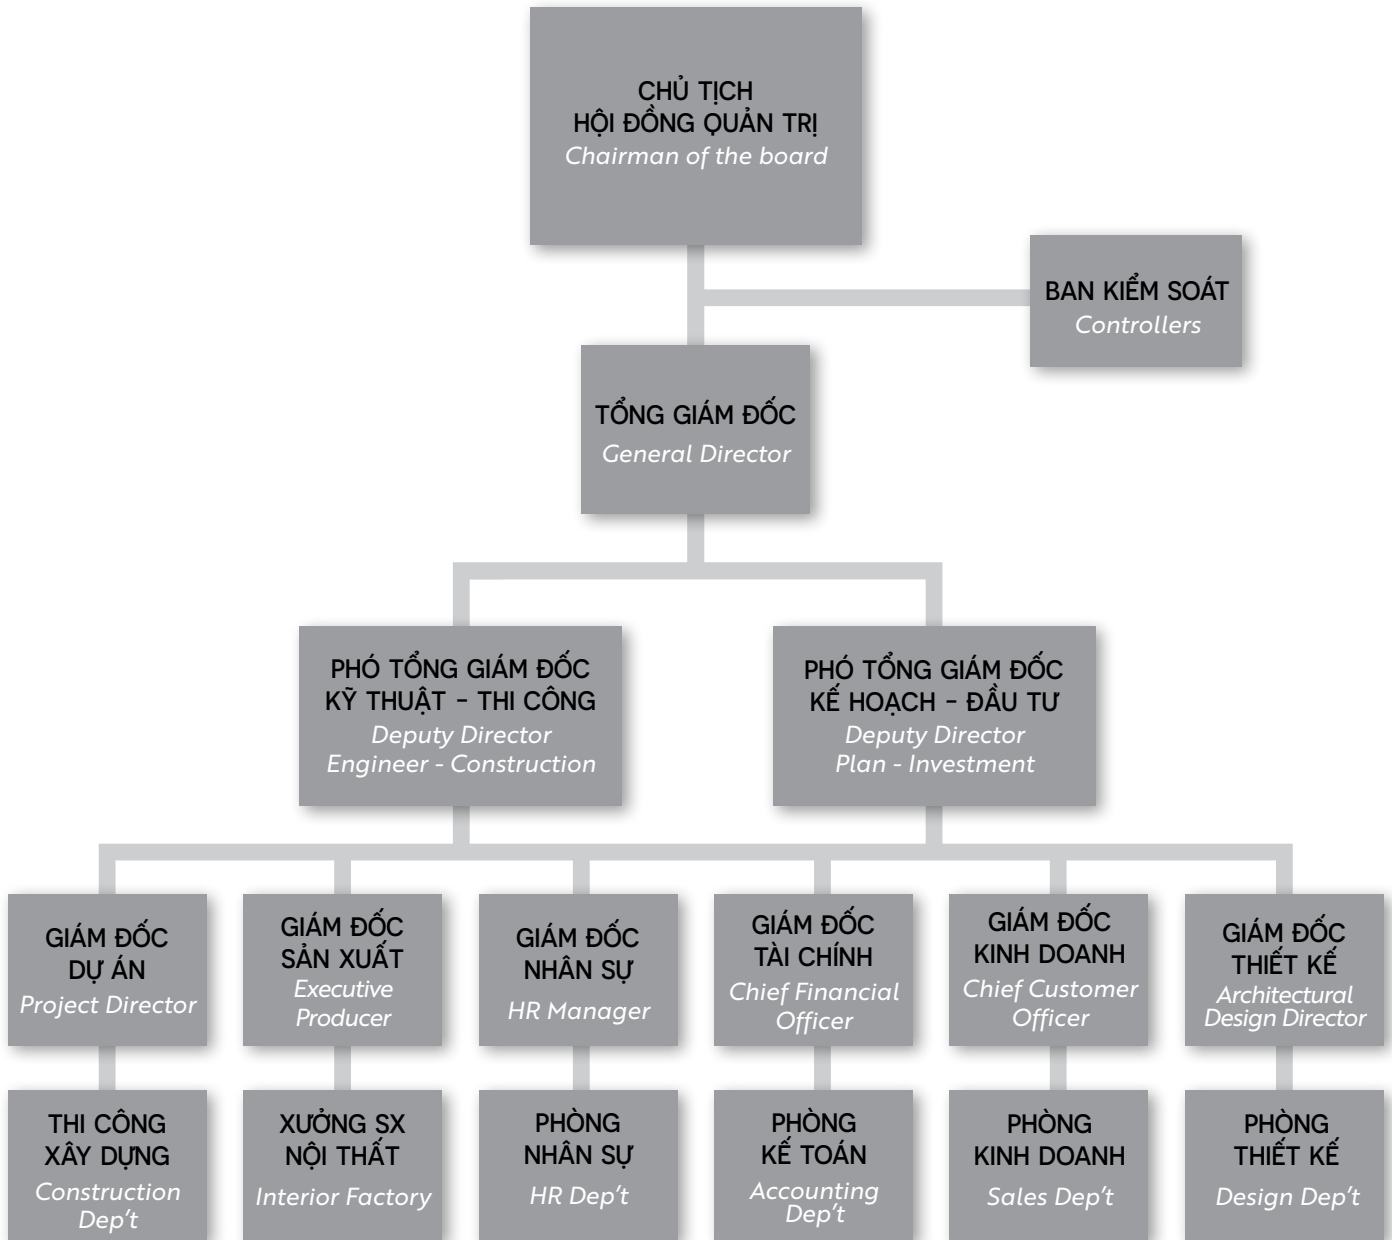 CHỦ TỊCH
HỘI ĐỒNG QUẢN TRỊ
Chairman of the board
BAN KIỂM SOÁT
Controllers
TỔNG GIÁM ĐỐC
General Director
PHÓ TỔNG GIÁM ĐỐC
KỸ THUẬT - THI CÔNG
Deputy Director
Engineer - Construction
PHÓ TỔNG GIÁM ĐỐC
KẾ HOẠCH - ĐẦU TƯ
Deputy Director
Plan - Investment
GIÁM ĐỐC
DỰ ÁN
Project Director
GIÁM ĐỐC
SẢN XUẤT
Executive
Producer
GIÁM ĐỐC
NHÂN SỰ
HR Manager
GIÁM ĐỐC
TÀI CHÍNH
Chief Financial
Officer
GIÁM ĐỐC
KINH DOANH
Chief Customer
Officer
GIÁM ĐỐC
THIẾT KẾ
Architectural
Design Director
THI CÔNG
XÂY DỰNG
Construction
Dep't
XƯỞNG SX
NỘI THẤT
Interior Factory
PHÒNG
NHÂN SỰ
HR Dep't
PHÒNG
KẾ TOÁN
Accounting
Dep't
PHÒNG
KINH DOANH
Sales Dep't
PHÒNG
THIẾT KẾ
Design Dep't